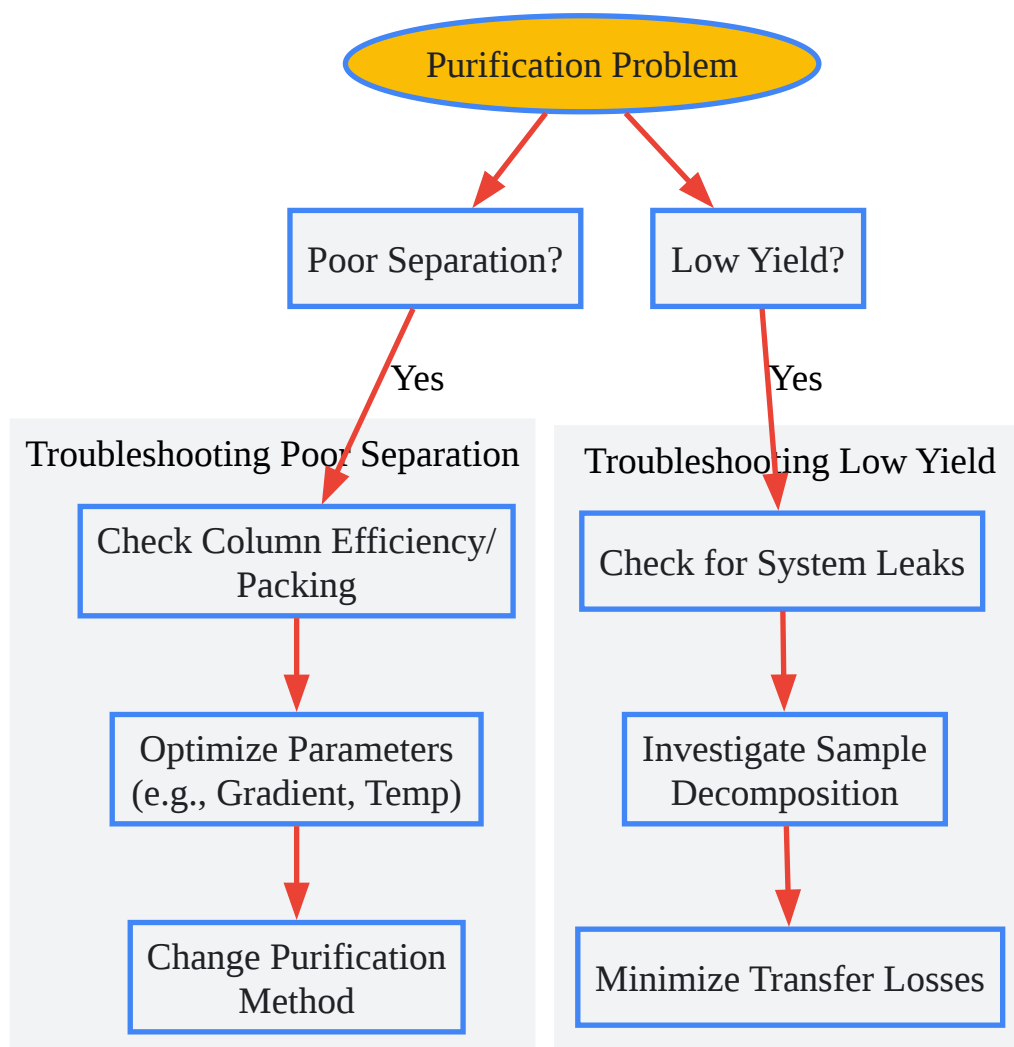 Purification Problem
Poor Separation?
Low Yield?
Yes
Yes
Troubleshooting Poor Separation
Check Column Efficiency/
Packing
Optimize Parameters
(e.g., Gradient, Temp)
Change Purification
Method
Troubleshooting Low Yield
Check for System Leaks
Investigate Sample
Decomposition
Minimize Transfer Losses